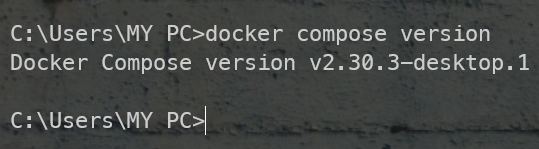 C:\Users\MY PC>docker compose version
Docker Compose version v2.30.3-desktop.1
C:\Users\MY PC>